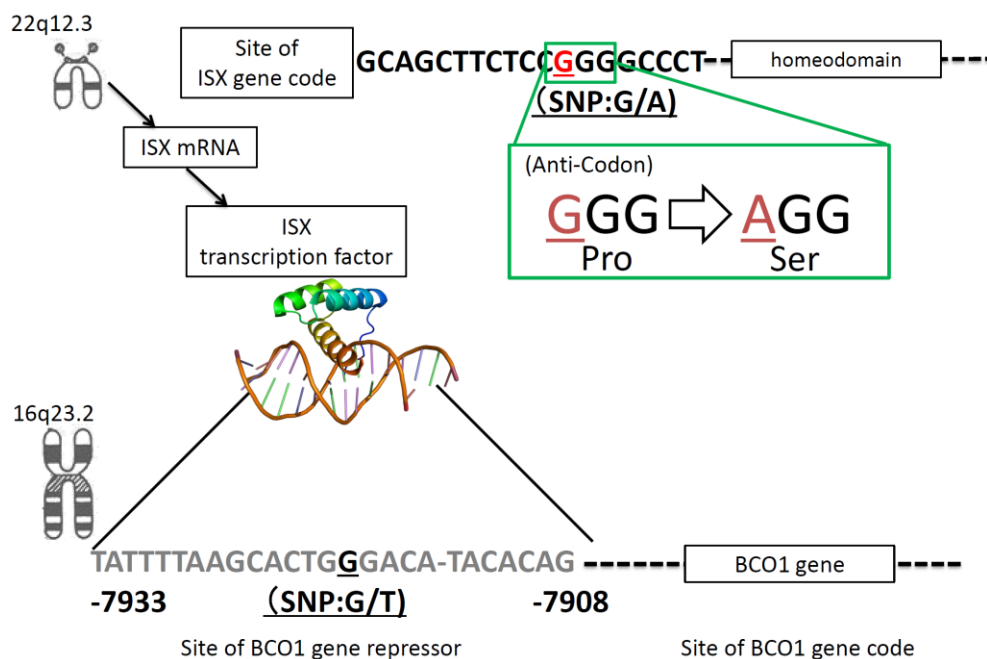 22q12.3
Site of
ISX gene code
GCAGCTTCTCCGGGGCCCT
homeodomain
(SNP:G/A)
ISX mRNA
(Anti-Codon)
GGG AGG
Pro Ser
ISX
transcription factor
16q23.2
TATTTTAAGCACTGGGACA-TACACAG
BCO1 gene
-7933 (SNP:G/T) -7908
Site of BCO1 gene repressor Site of BCO1 gene code